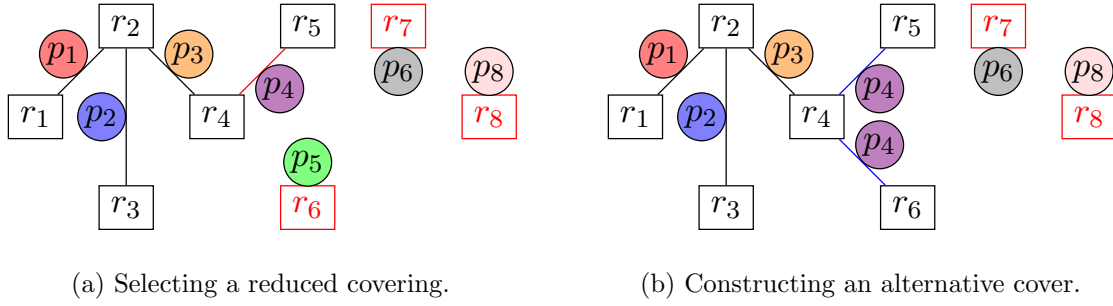 r2 r5 r7 r2 r5 r7
p1 p3 p6 p8 p1 p3 p6 p8
p4 p4
r1 p2 r4 r8 r1 p2 r4 r8
p5 p4
r3 r6 r3 r6
(a) Selecting a reduced covering. (b) Constructing an alternative cover.